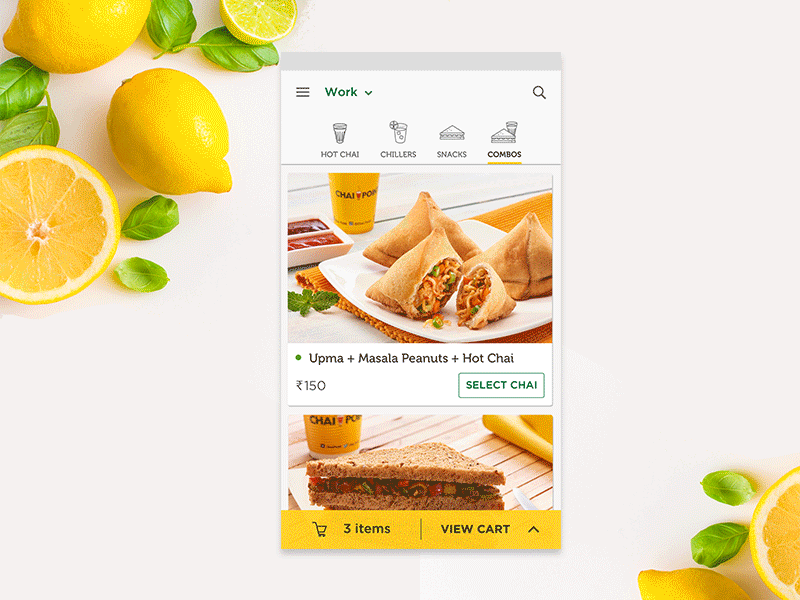 Work
HOT CHAI
CHILLERS
SNACKS
COMBOS
CHAI POINT
Upma + Masala Peanuts + Hot Chai
₹150
SELECT CHAI
CHAI POINT
3 items
VIEW CART